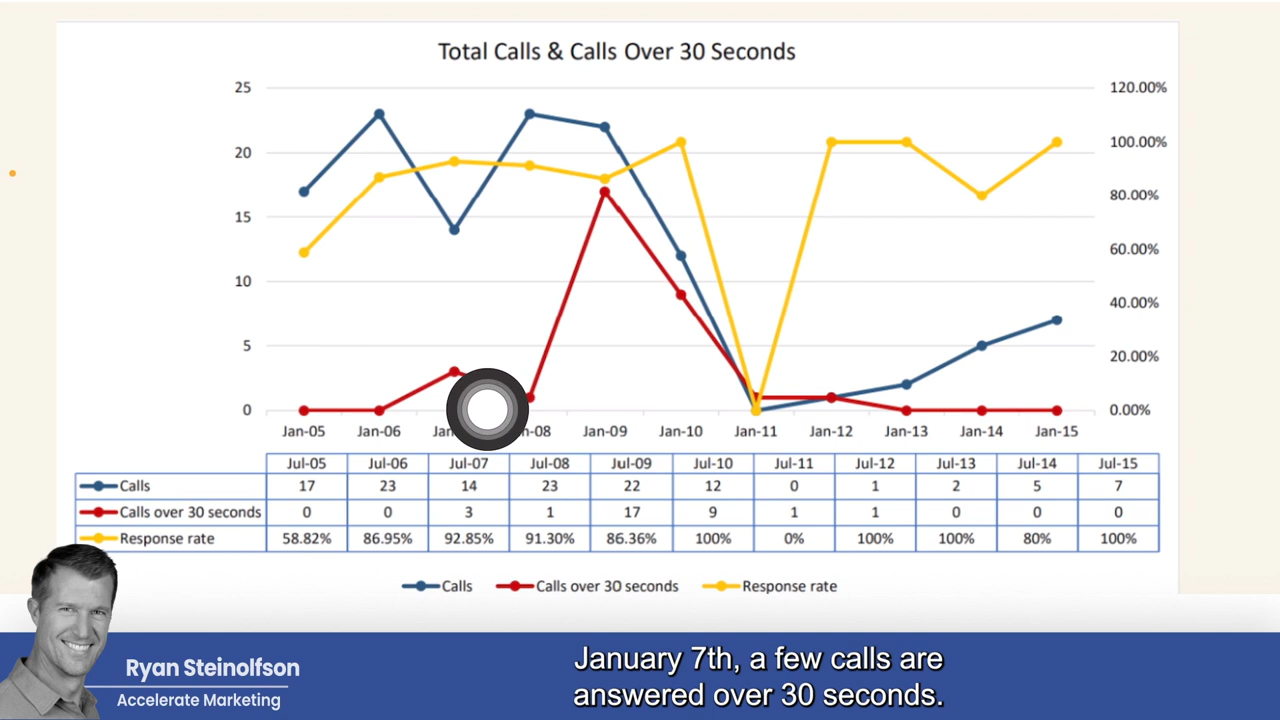 Total Calls & Calls Over 30 Seconds
25 120.00%
20 100.00%
15 80.00%
60.00%
10
40.00%
5
20.00%
0 0.00%
Jan-05 Jan-06 Jan-09 Jan-10 Jan-11 Jan-12 Jan-13 Jan-14 Jan-15
Jul-05 Jul-06 Jul-07 Jul-08 Jul-09 Jul-10 Jul-11 Jul-12 Jul-13 Jul-14 Jul-15
Calls 17 23 14 23 22 12 0 1 2 5 7
Calls over 30 seconds 0 0 3 1 17 9 1 1 0 0 0
Response rate 58.82% 86.95% 92.85% 91.30% 86.36% 100% 0% 100% 100% 80% 100%
Calls Calls over 30 seconds Response rate
Ryan Steinolfson
Accelerate Marketing
January 7th, a few calls are
answered over 30 seconds.